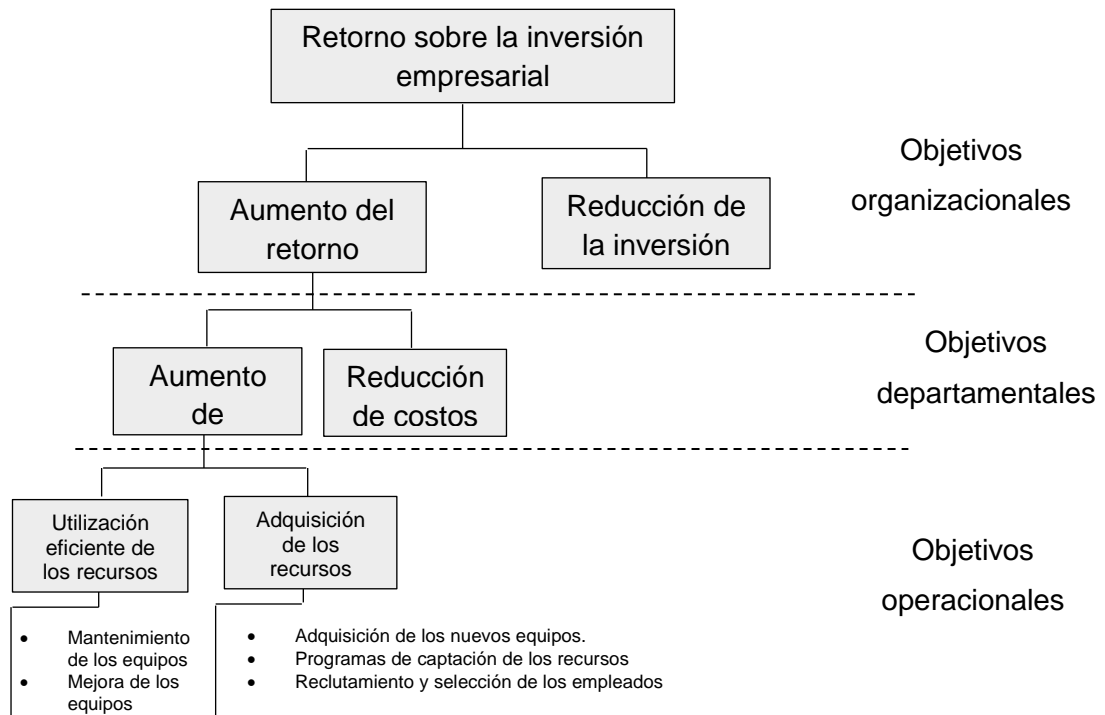 Retorno sobre la inversión
empresarial
Objetivos
organizacionales
Aumento del
retorno
Reducción de
la inversión
Objetivos
departamentales
Aumento
de
Reducción
de costos
Utilización
eficiente de
los recursos
Adquisición
de los
recursos
Objetivos
operacionales
• Mantenimiento
de los equipos
• Mejora de los
equipos
• Adquisición de los nuevos equipos.
• Programas de captación de los recursos
• Reclutamiento y selección de los empleados